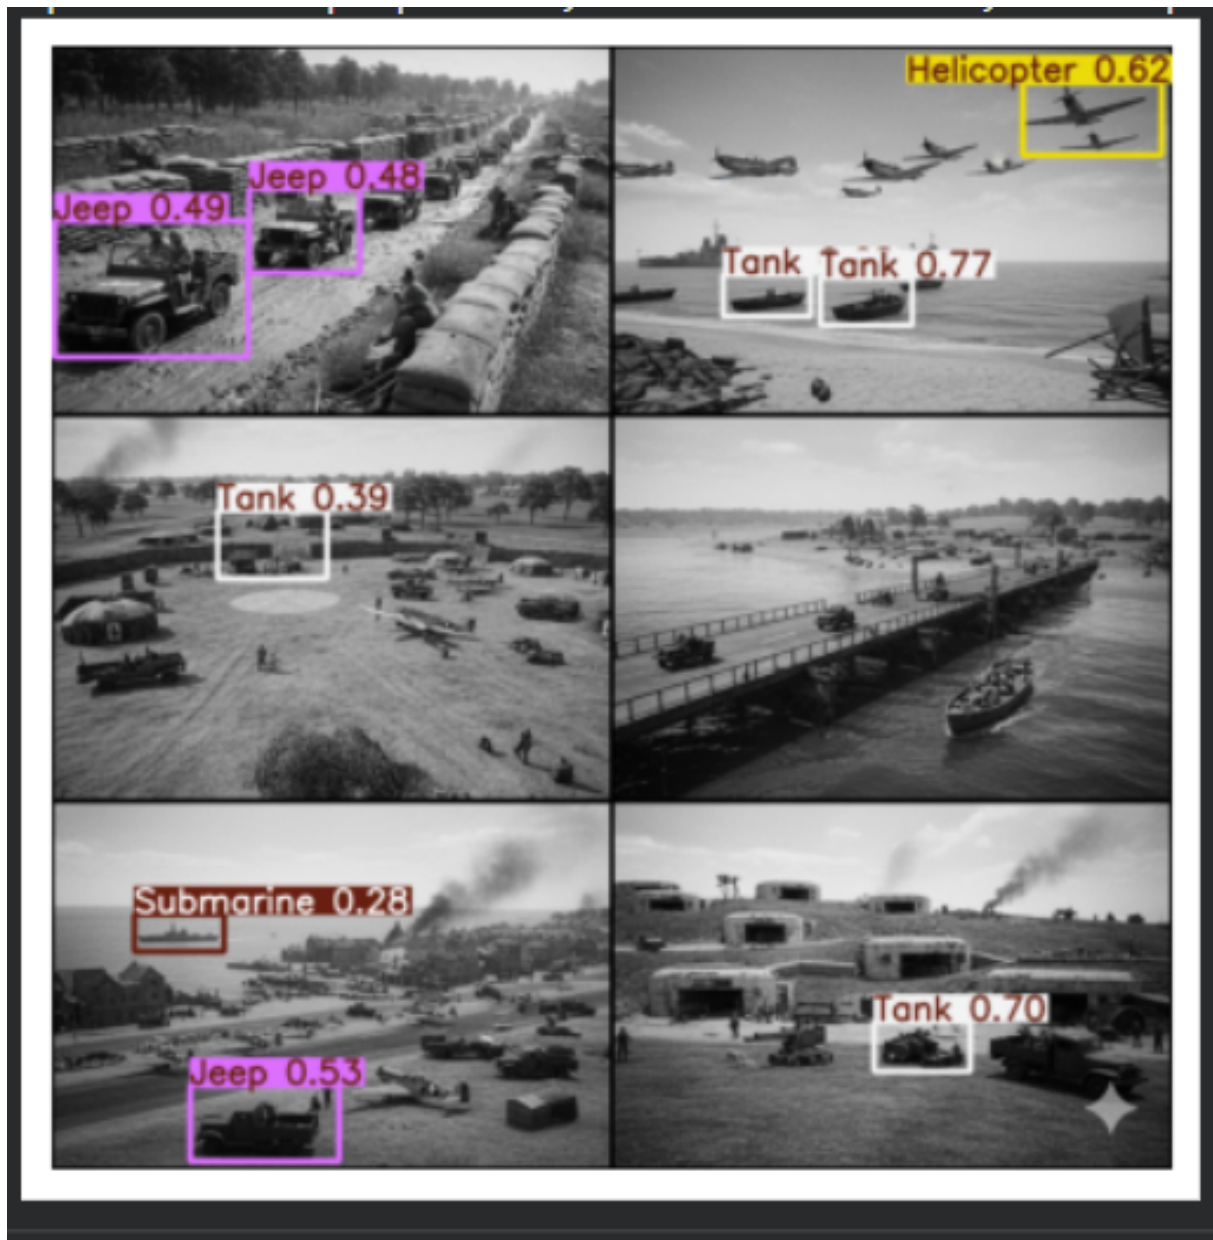 Helicopter 0.62
Jeep 0.48
Jeep 0.49
Tank
Tank 0.77
Tank 0.39
Submarine 0.28
Jeep 0.53
Tank 0.70